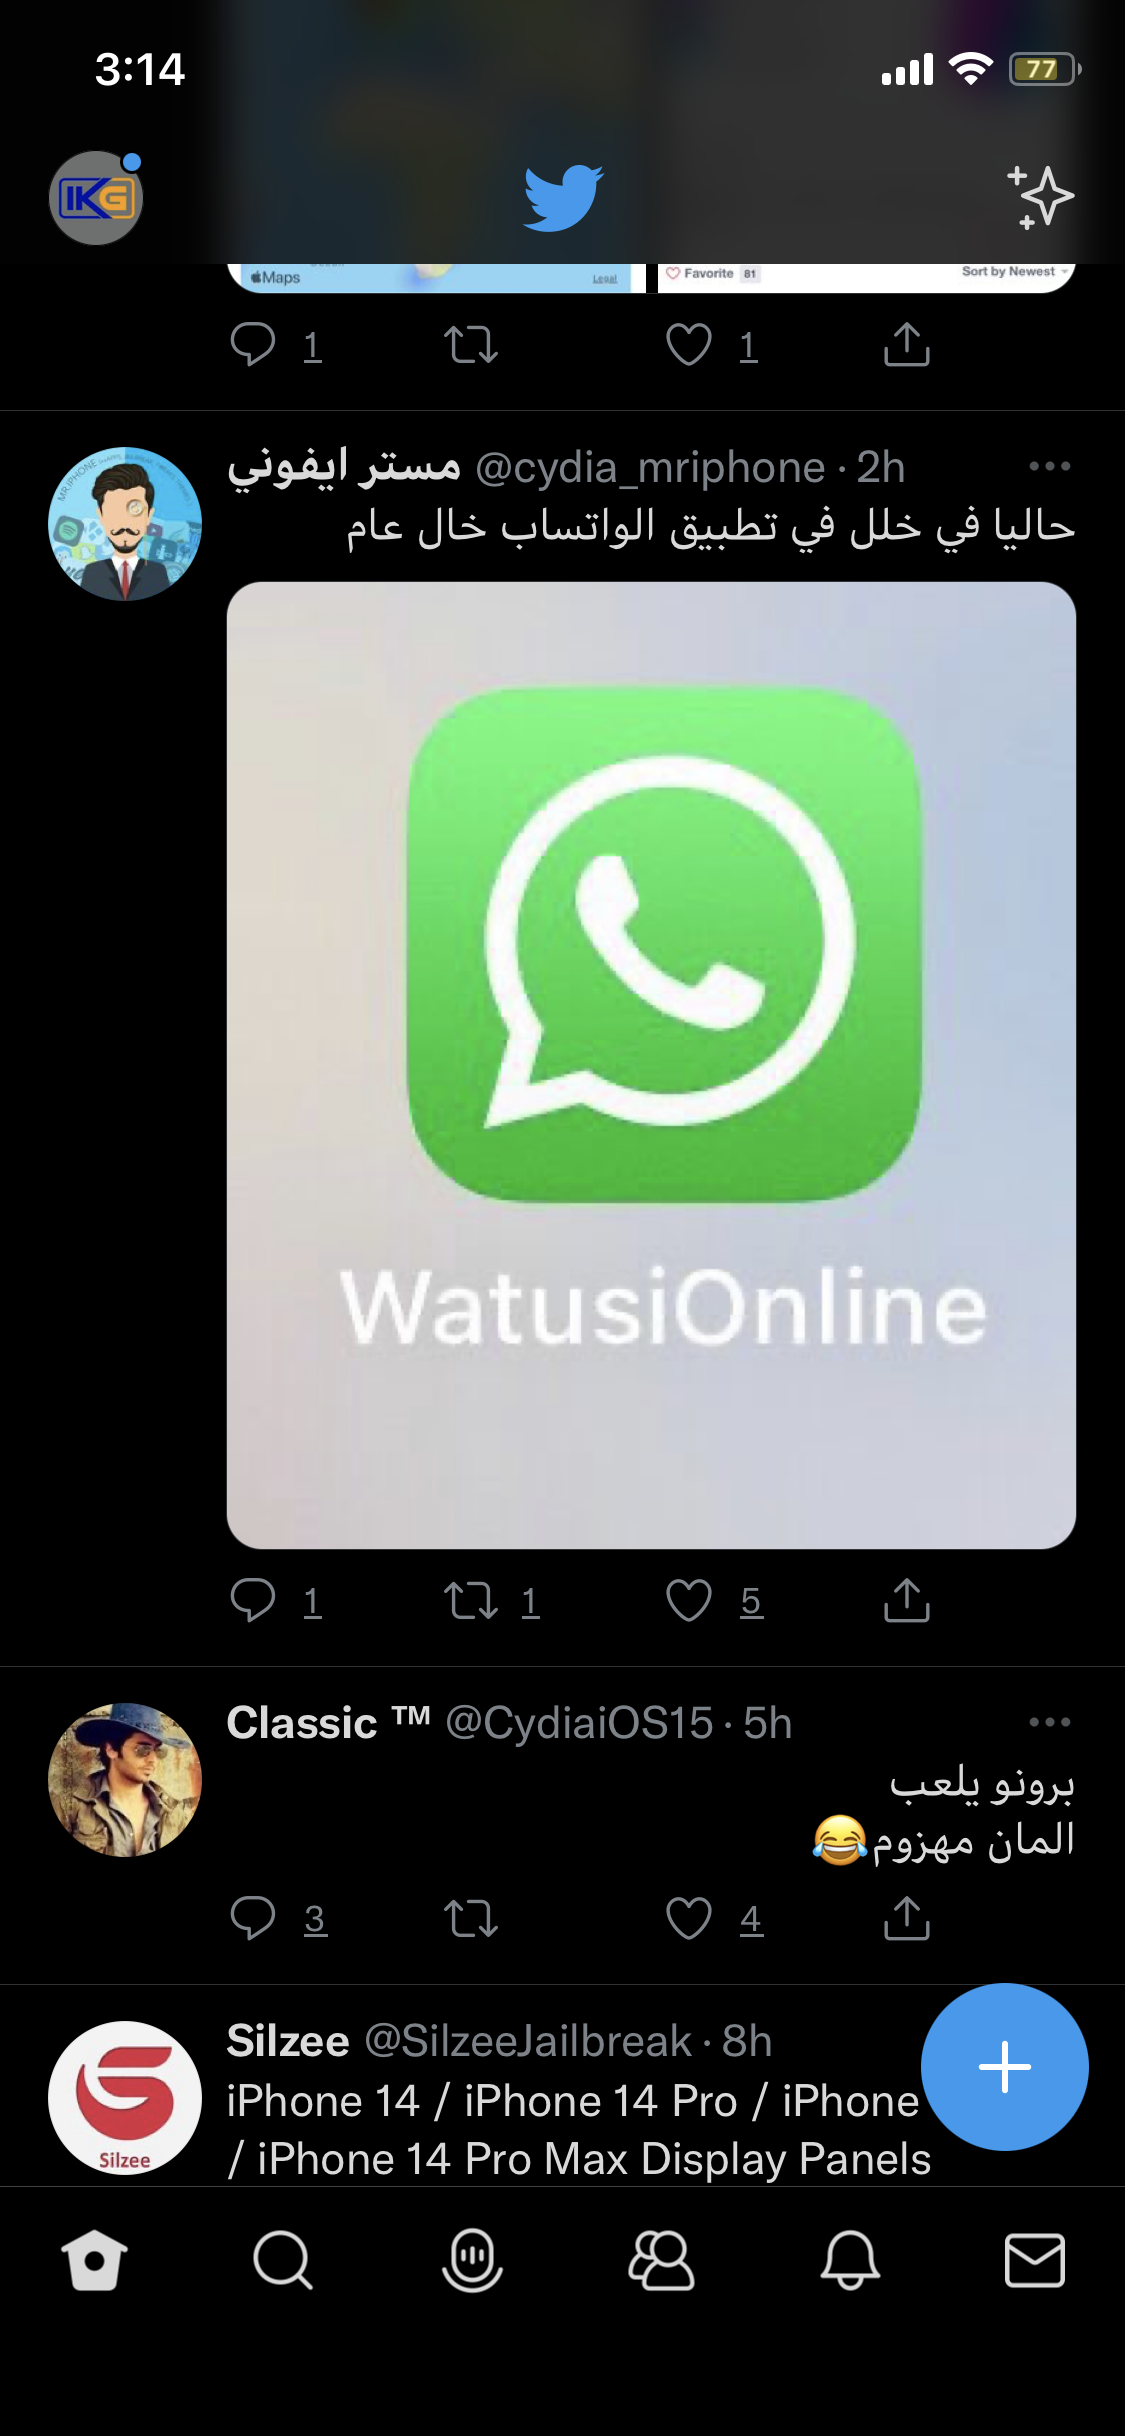 3:14
77
IKG
Maps
Legal
Favorite 81
Sort by Newest
1
1
مستر ايفوني @cydia_mriphone · 2h
حاليا في خلل في تطبيق الواتساب خال عام
WatusiOnline
1
1
5
Classic ™ @CydiaiOS15 · 5h
برونو يلعب
المان مهزوم😂
3
4
Silzee @SilzeeJailbreak · 8h
iPhone 14 / iPhone 14 Pro / iPhone
/ iPhone 14 Pro Max Display Panels
Silzee